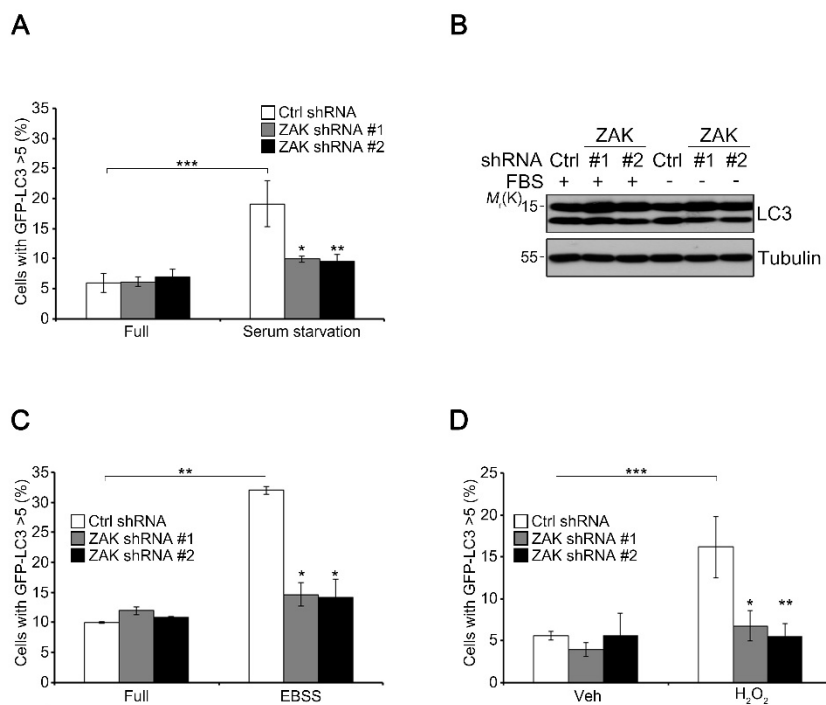 A
Cells with GFP-LC3 >5 (%)
35
30
25
20
15
10
5
0
Ctrl shRNA
ZAK shRNA #1
ZAK shRNA #2
***
* **
Full Serum starvation
B
ZAK ZAK
shRNA Ctrl #1 #2 Ctrl #1 #2
FBS + + + - - -
Mr(K)
15 LC3
55 Tubulin
C
Cells with GFP-LC3 >5 (%)
35
30
25
20
15
10
5
0
**
Ctrl shRNA
ZAK shRNA #1
ZAK shRNA #2
* *
Full EBSS
D
Cells with GFP-LC3 >5 (%)
25
20
15
10
5
0
***
Ctrl shRNA
ZAK shRNA #1
ZAK shRNA #2
* **
Veh H₂O₂